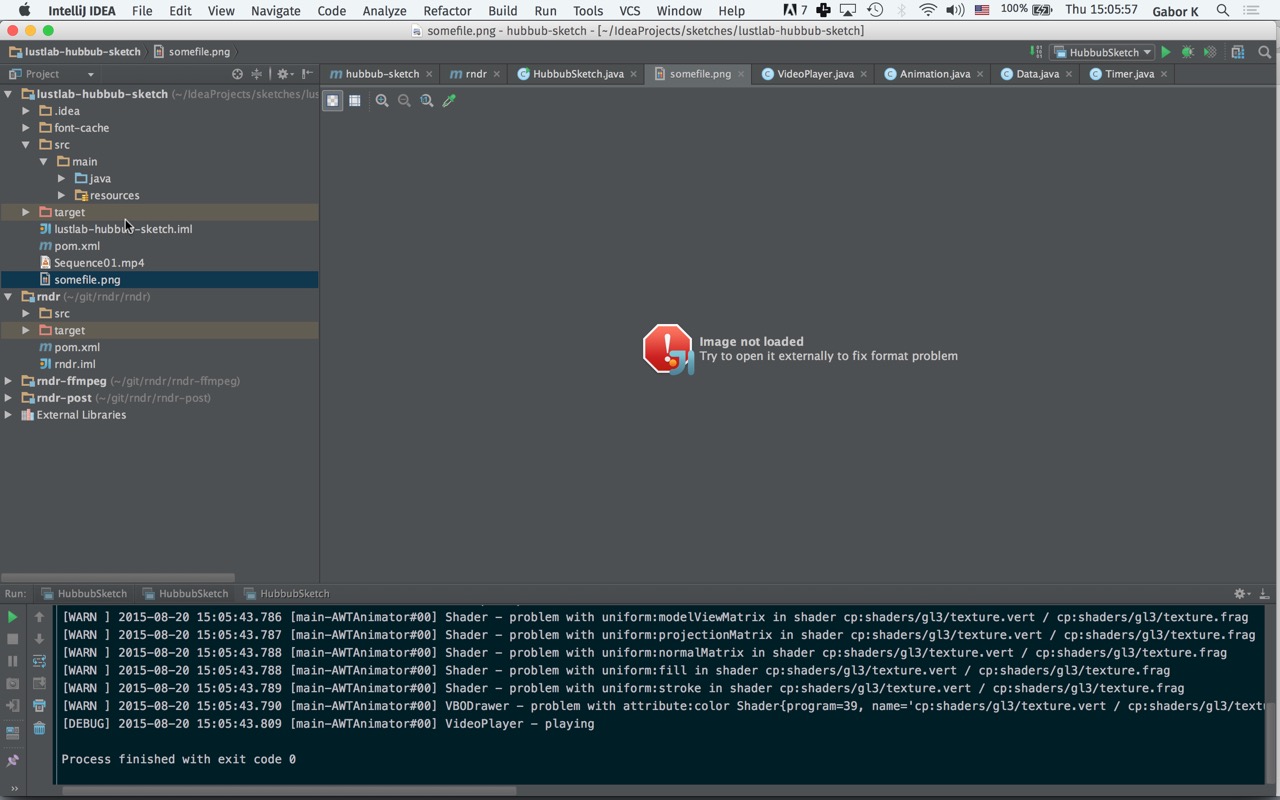 IntelliJ IDEA File Edit View Navigate Code Analyze Refactor Build Run Tools VCS Window Help 7 100% Thu 15:05:57 Gabor K
somefile.png - hubbub-sketch - [~/IdeaProjects/sketches/lustlab-hubbub-sketch]
lustlab-hubbub-sketch somefile.png HubbubSketch
Project hubbub-sketch rndr HubbubSketch.java somefile.png VideoPlayer.java Animation.java Data.java Timer.java
lustlab-hubbub-sketch (~/IdeaProjects/sketches/lus
.idea
font-cache
src
main
java
resources
target
lustlab-hubbub-sketch.iml
pom.xml
Sequence01.mp4
somefile.png
rndr (~/git/rndr/rndr)
src
target
pom.xml
rndr.iml
rndr-ffmpeg (~/git/rndr/rndr-ffmpeg)
rndr-post (~/git/rndr/rndr-post)
External Libraries
Image not loaded
Try to open it externally to fix format problem
Run: HubbubSketch HubbubSketch HubbubSketch
[WARN ] 2015-08-20 15:05:43.786 [main-AWTAnimator#00] Shader - problem with uniform:modelViewMatrix in shader cp:shaders/gl3/texture.vert / cp:shaders/gl3/texture.frag
[WARN ] 2015-08-20 15:05:43.787 [main-AWTAnimator#00] Shader - problem with uniform:projectionMatrix in shader cp:shaders/gl3/texture.vert / cp:shaders/gl3/texture.frag
[WARN ] 2015-08-20 15:05:43.788 [main-AWTAnimator#00] Shader - problem with uniform:normalMatrix in shader cp:shaders/gl3/texture.vert / cp:shaders/gl3/texture.frag
[WARN ] 2015-08-20 15:05:43.788 [main-AWTAnimator#00] Shader - problem with uniform:fill in shader cp:shaders/gl3/texture.vert / cp:shaders/gl3/texture.frag
[WARN ] 2015-08-20 15:05:43.789 [main-AWTAnimator#00] Shader - problem with uniform:stroke in shader cp:shaders/gl3/texture.vert / cp:shaders/gl3/texture.frag
[WARN ] 2015-08-20 15:05:43.790 [main-AWTAnimator#00] VBODrawer - problem with attribute:color Shader{program=39, name='cp:shaders/gl3/texture.vert / cp:shaders/gl3/textu
[DEBUG] 2015-08-20 15:05:43.809 [main-AWTAnimator#00] VideoPlayer - playing
Process finished with exit code 0